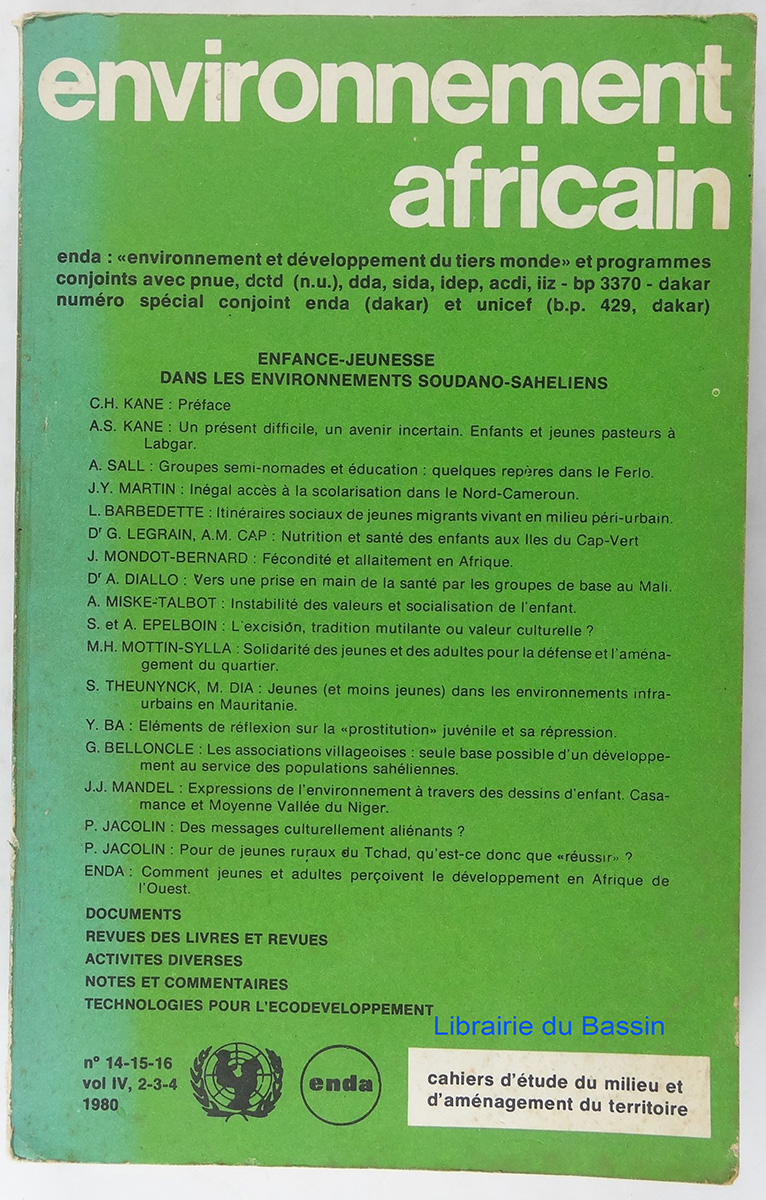 environnement
africain
enda : «environnement et développement du tiers monde» et programmes
conjoints avec pnue, dctd (n.u.), dda, sida, idep, acdi, iiz - bp 3370 - dakar
numéro spécial conjoint enda (dakar) et unicef (b.p. 429, dakar)
ENFANCE-JEUNESSE
DANS LES ENVIRONNEMENTS SOUDANO-SAHELIENS
C.H. KANE : Préface
A.S. KANE : Un présent difficile, un avenir incertain. Enfants et jeunes pasteurs à
Labgar.
A. SALL : Groupes semi-nomades et éducation : quelques repères dans le Ferlo.
J.Y. MARTIN : Inégal accès à la scolarisation dans le Nord-Cameroun.
L. BARBEDETTE : Itinéraires sociaux de jeunes migrants vivant en milieu péri-urbain.
Dr G. LEGRAIN, A.M. CAP : Nutrition et santé des enfants aux Iles du Cap-Vert
J. MONDOT-BERNARD : Fécondité et allaitement en Afrique.
Dr A. DIALLO : Vers une prise en main de la santé par les groupes de base au Mali.
A. MISKE-TALBOT : Instabilité des valeurs et socialisation de l'enfant.
S. et A. EPELBOIN : L'excisión, tradition mutilante ou valeur culturelle ?
M.H. MOTTIN-SYLLA : Solidarité des jeunes et des adultes pour la défense et l'aména-
gement du quartier.
S. THEUNYNCK, M. DIA : Jeunes (et moins jeunes) dans les environnements infra-
urbains en Mauritanie.
Y. BA : Eléments de réflexion sur la «prostitution» juvénile et sa répression.
G. BELLONCLE : Les associations villageoises : seule base possible d'un développe-
ment au service des populations sahéliennes.
J.J. MANDEL : Expressions de l'environnement à travers des dessins d'enfant. Casa-
mance et Moyenne Vallée du Niger.
P. JACOLIN : Des messages culturellement aliénants ?
P. JACOLIN : Pour de jeunes ruraux du Tchad, qu'est-ce donc que «réussir» ?
ENDA : Comment jeunes et adultes perçoivent le développement en Afrique de
l'Ouest.
DOCUMENTS
REVUES DES LIVRES ET REVUES
ACTIVITES DIVERSES
NOTES ET COMMENTAIRES
TECHNOLOGIES POUR L'ECODEVELOPPEMENT
Librairie du Bassin
n° 14-15-16
vol IV, 2-3-4
1980
enda
cahiers d'étude du milieu et
d'aménagement du territoire